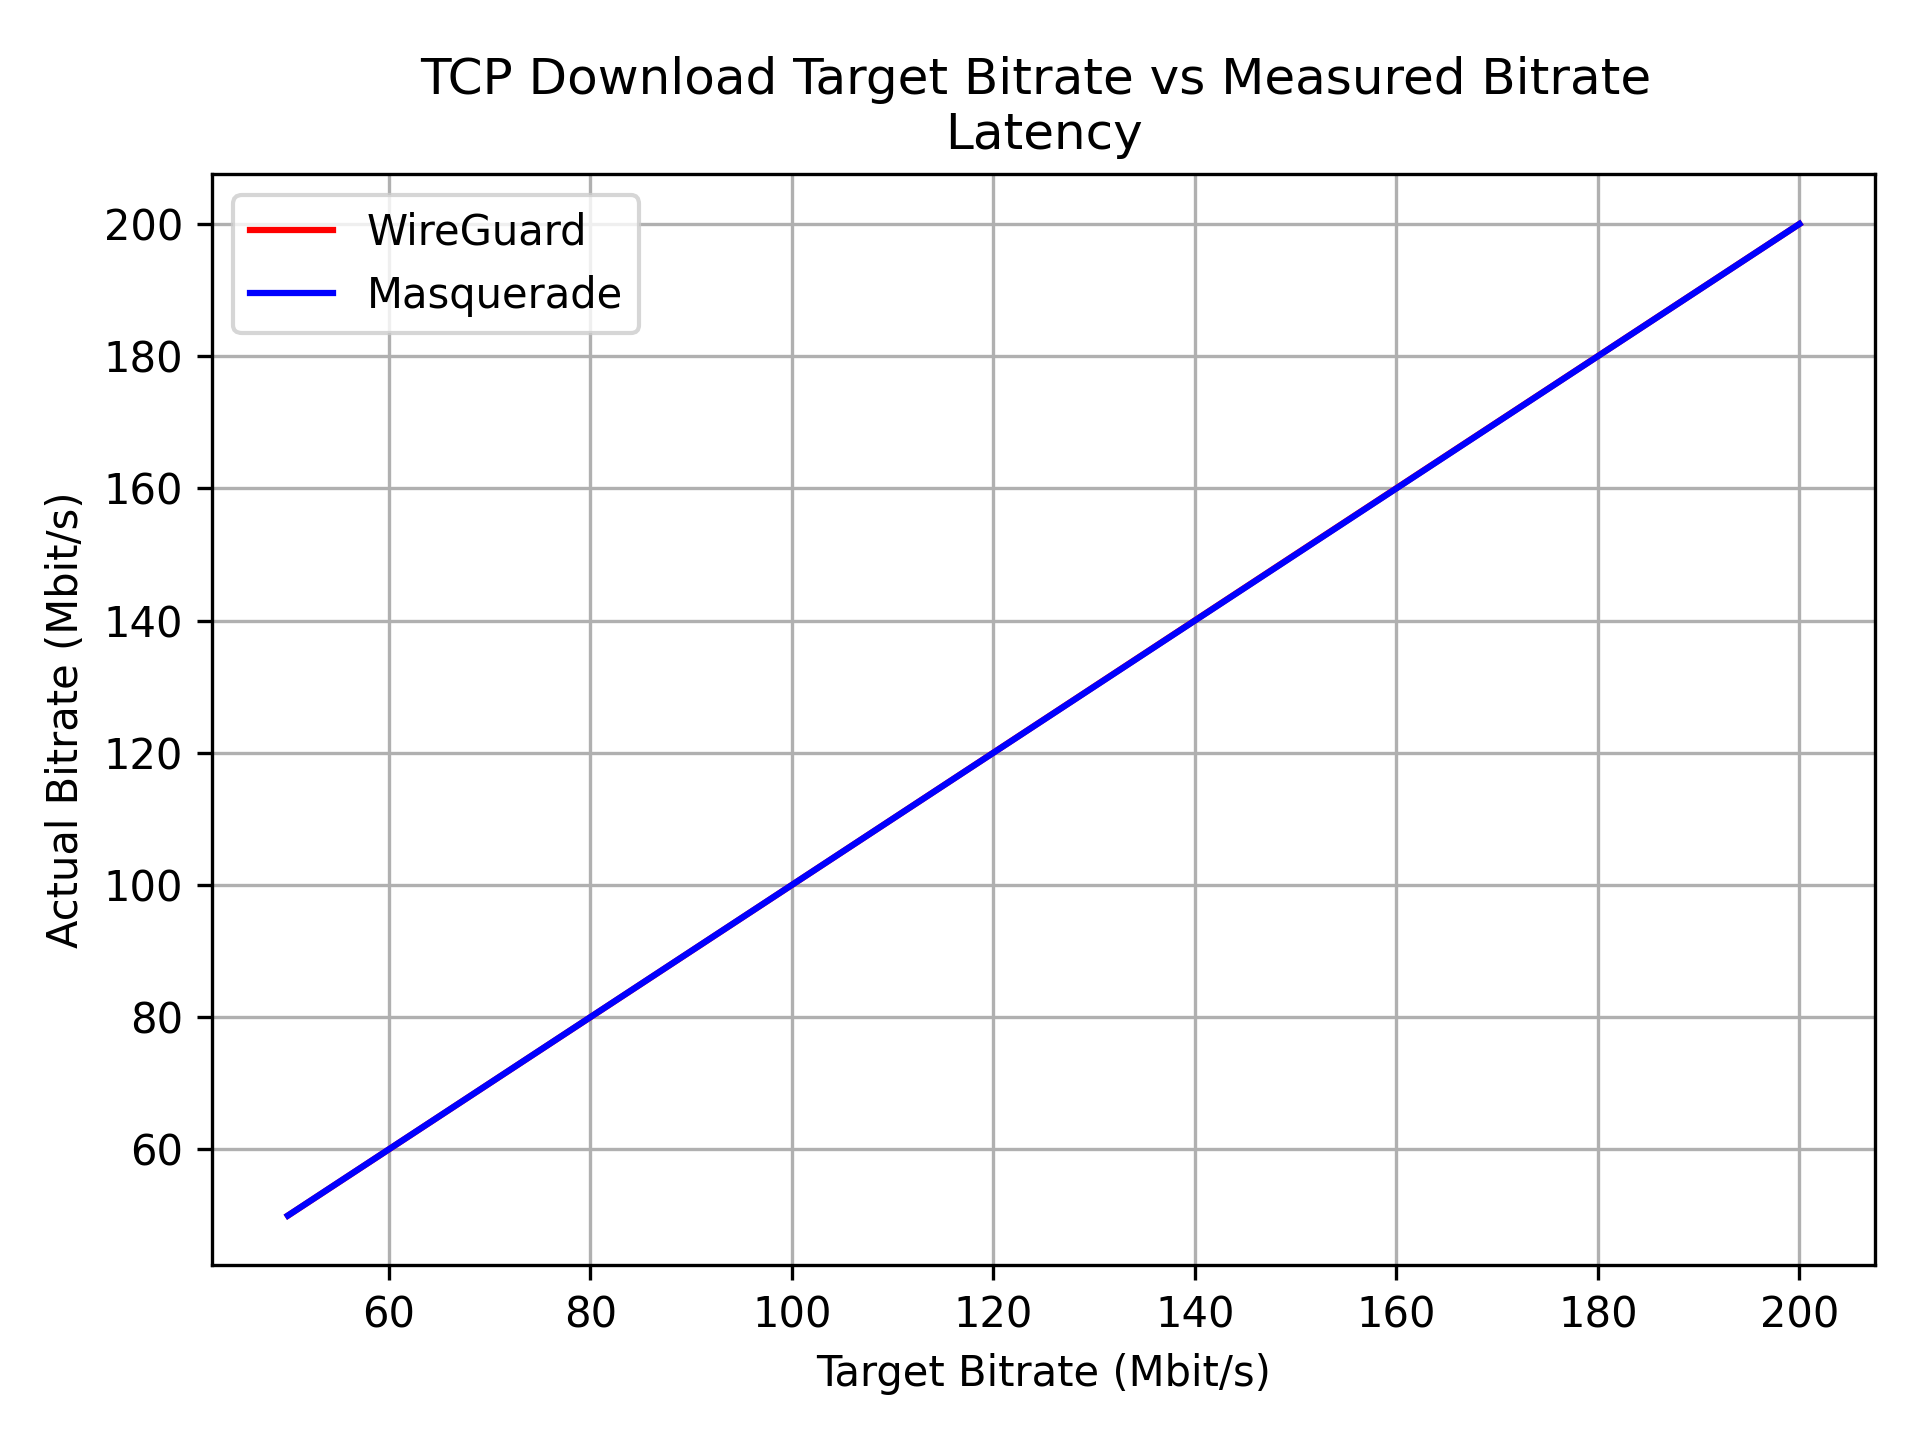 TCP Download Target Bitrate vs Measured Bitrate
Latency
WireGuard
Masquerade
Actual Bitrate (Mbit/s)
200
180
160
140
120
100
80
60
60 80 100 120 140 160 180 200
Target Bitrate (Mbit/s)